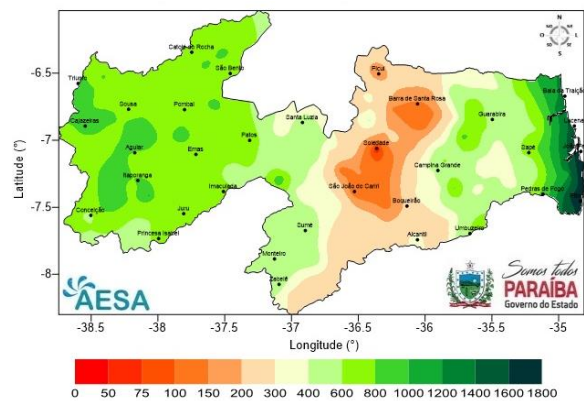 Catolé do Rocha
São Bento
Triunfo
Picuí
Baía da Traição
Sousa
Pombal
Barra de Santa Rosa
Cajazeiras
Santa Luzia
Guarabira
Patos
Aguiar
Emas
Soledade
Sapé
Campina Grande
Itaporanga
Imaculada
São João do Cariri
Pedras de Fogo
Conceição
Juru
Boqueirão
Princesa Isabel
Sumé
Alcantil
Umbuzeiro
Monteiro
Zabelê
-6.5
-7
-7.5
-8
Latitude (°)
N
O
L
S
AESA
Somos todos
PARAÍBA
Governo do Estado
-38.5 -38 -37.5 -37 -36.5 -36 -35.5 -35
Longitude (°)
0 50 75 100 150 200 300 400 600 800 1000 1200 1400 1600 1800